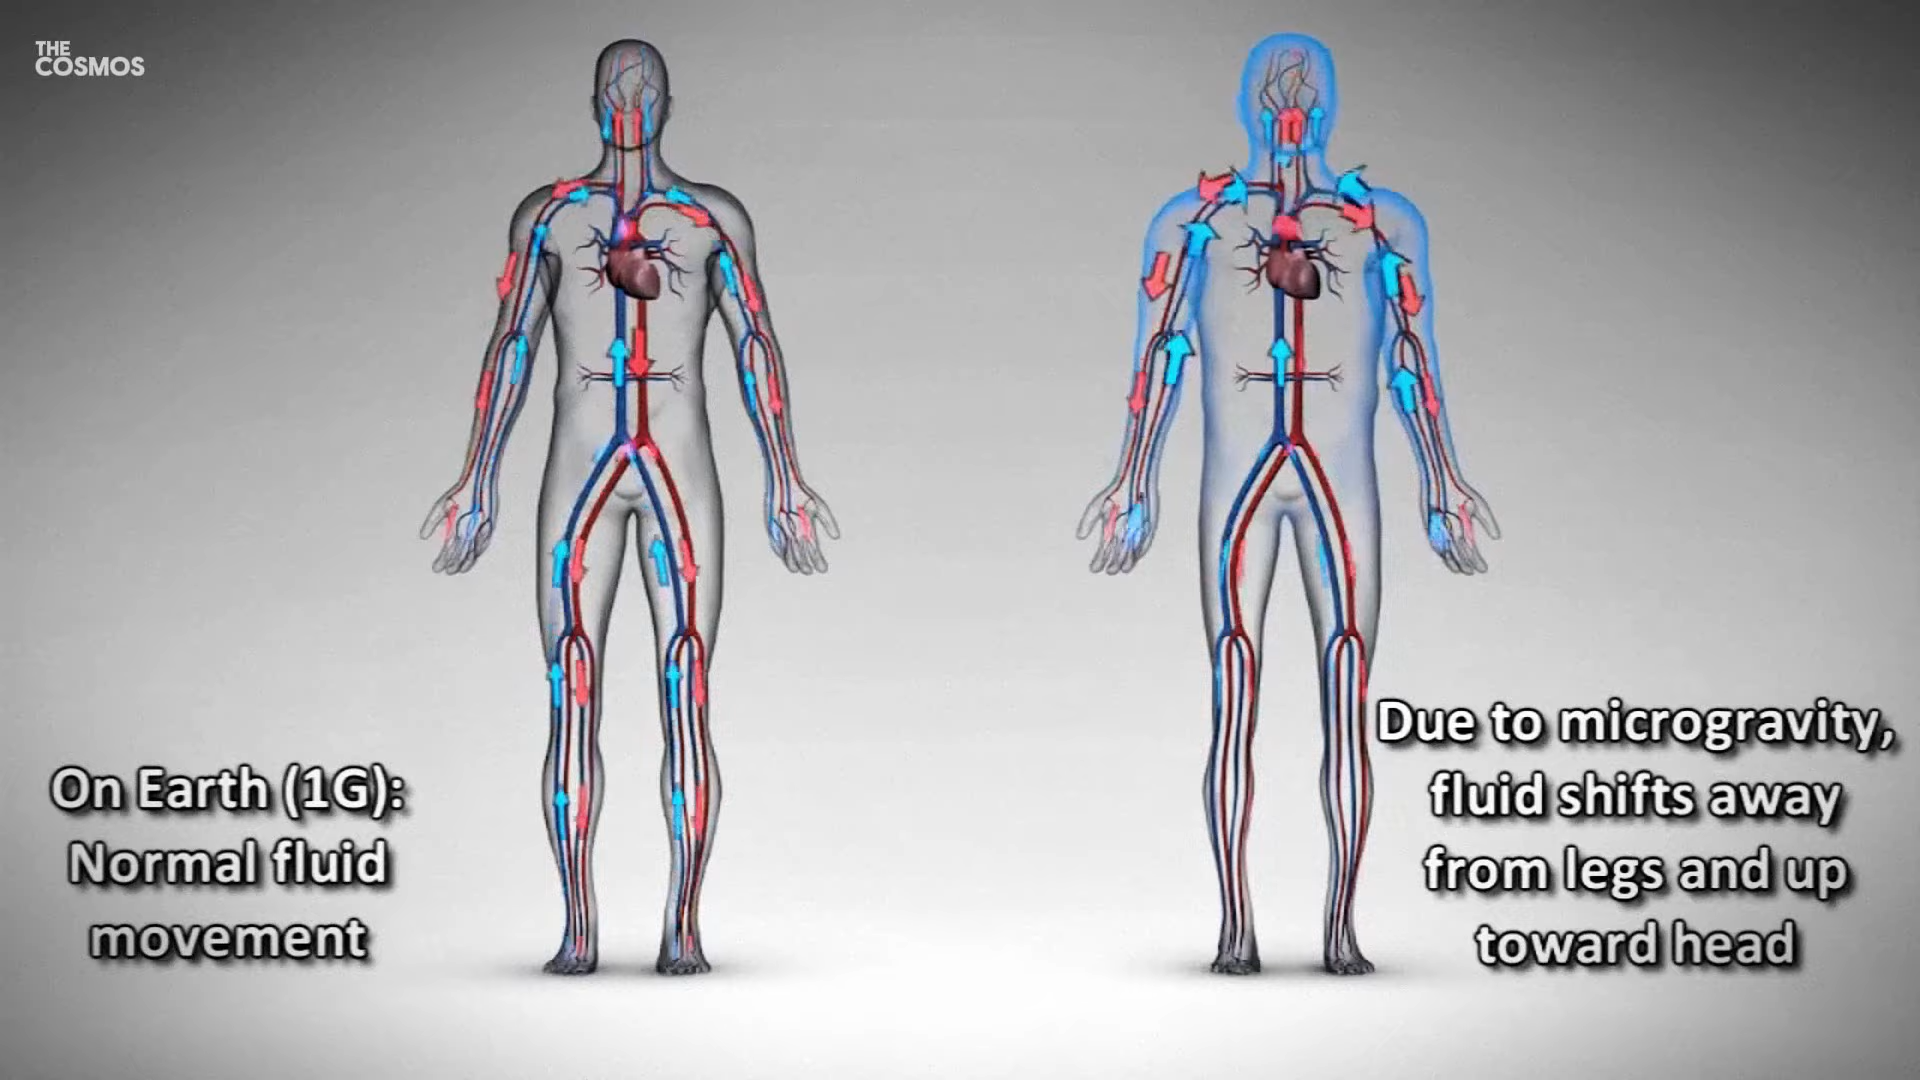 THE
COSMOS
On Earth (1G):
Normal fluid
movement
Due to microgravity,
fluid shifts away
from legs and up
toward head